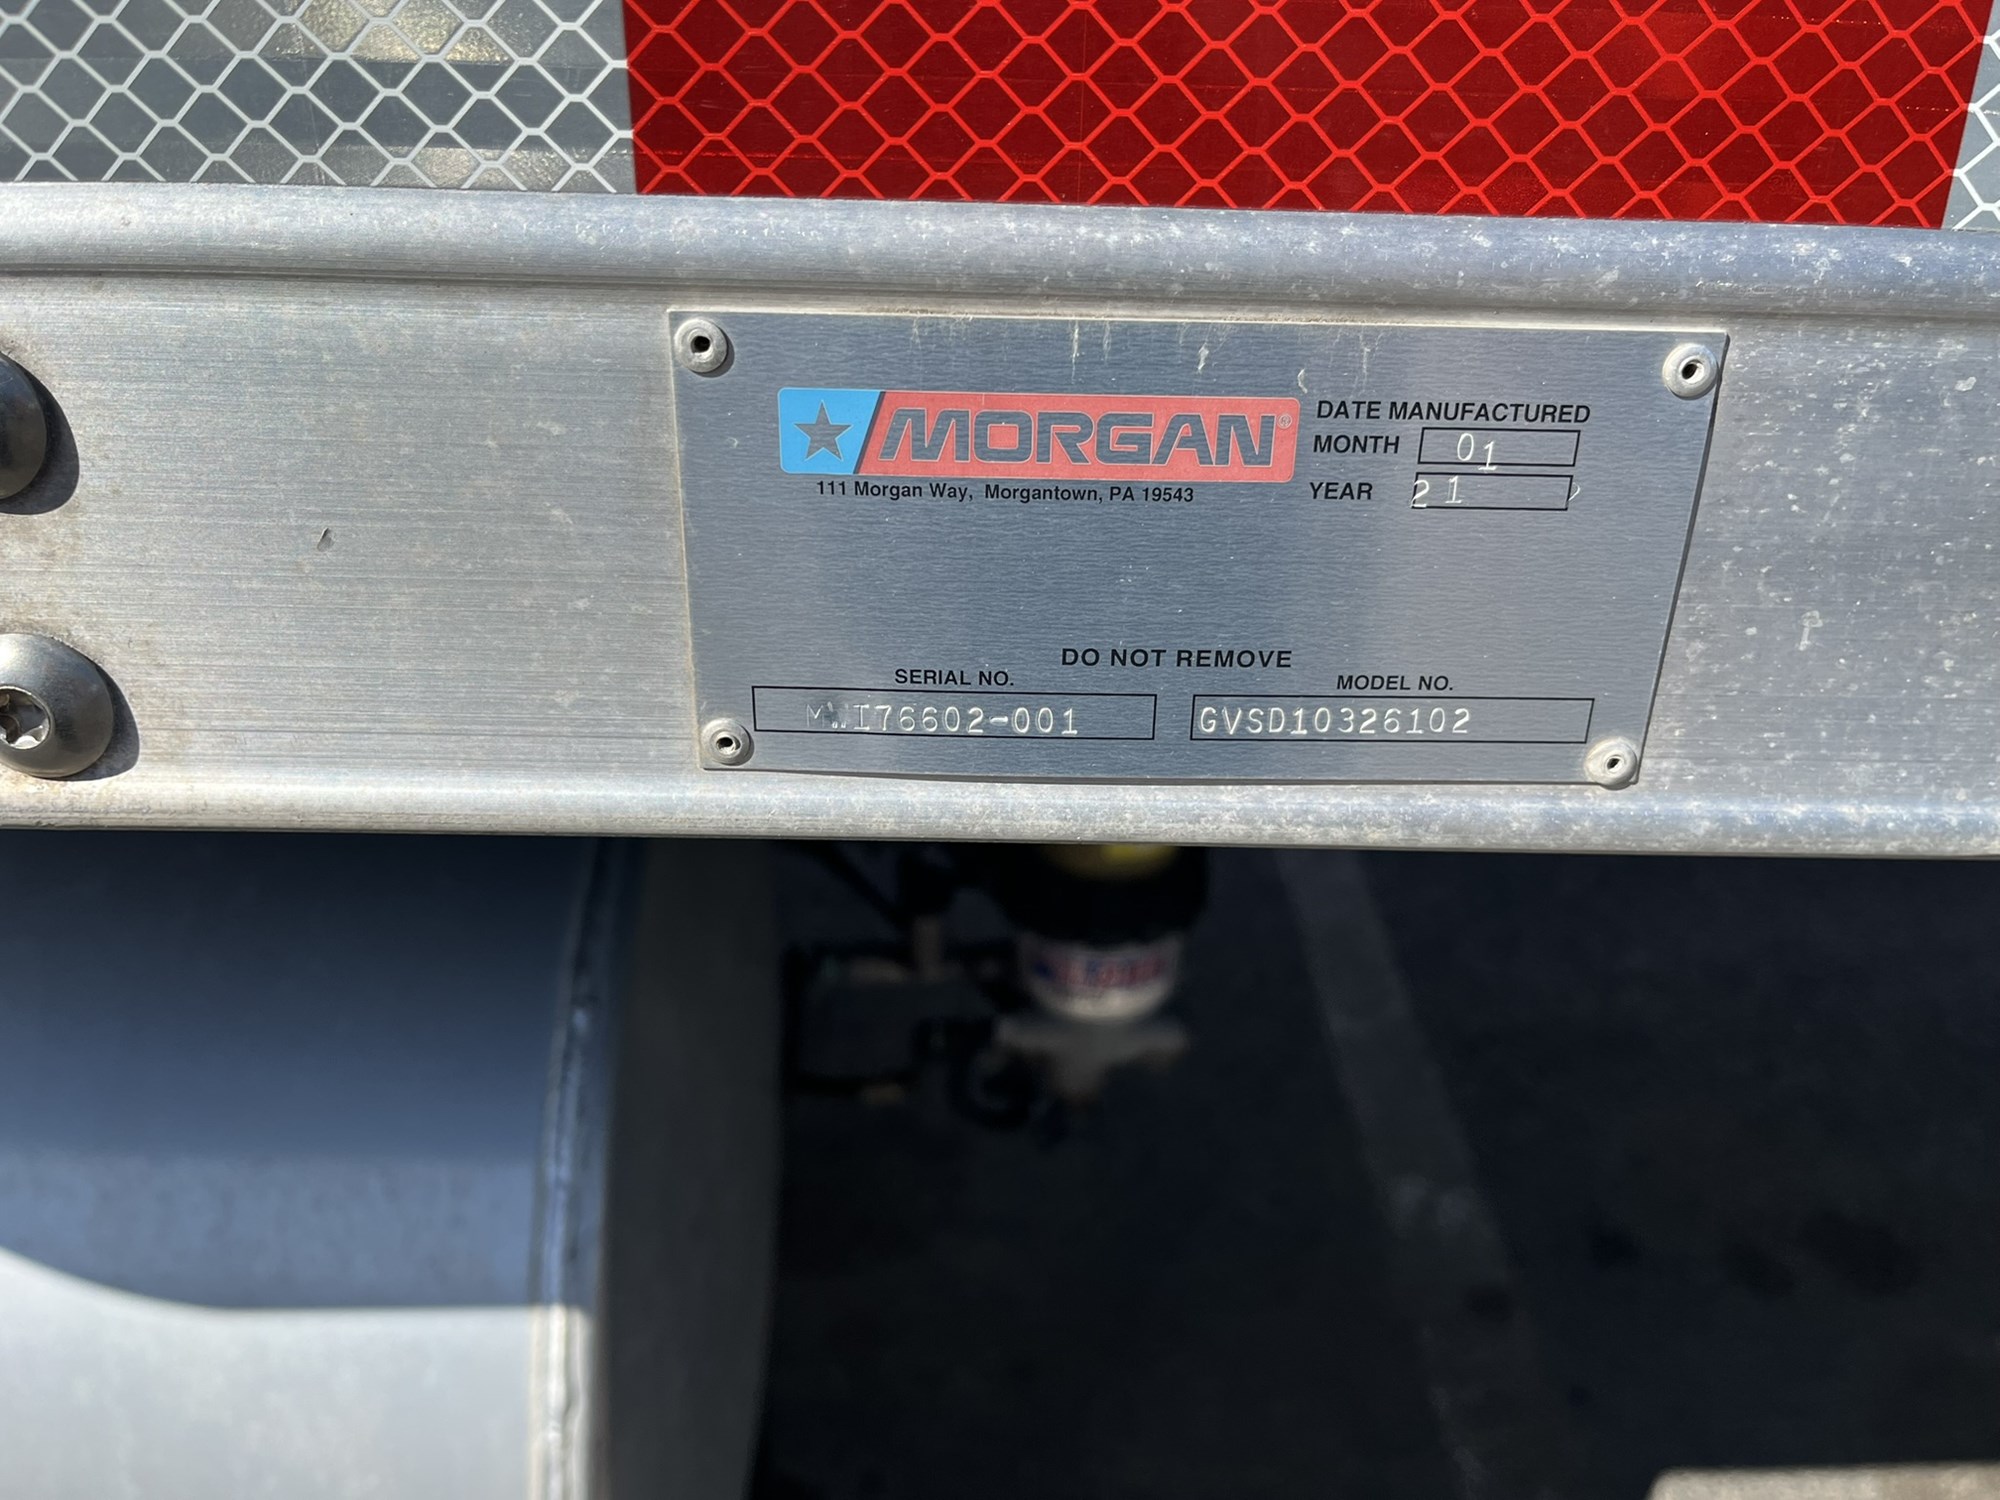 MORGAN®
111 Morgan Way, Morgantown, PA 19543
DATE MANUFACTURED
MONTH 01
YEAR 21
DO NOT REMOVE
SERIAL NO.
MWI76602-001
MODEL NO.
GVSD10326102